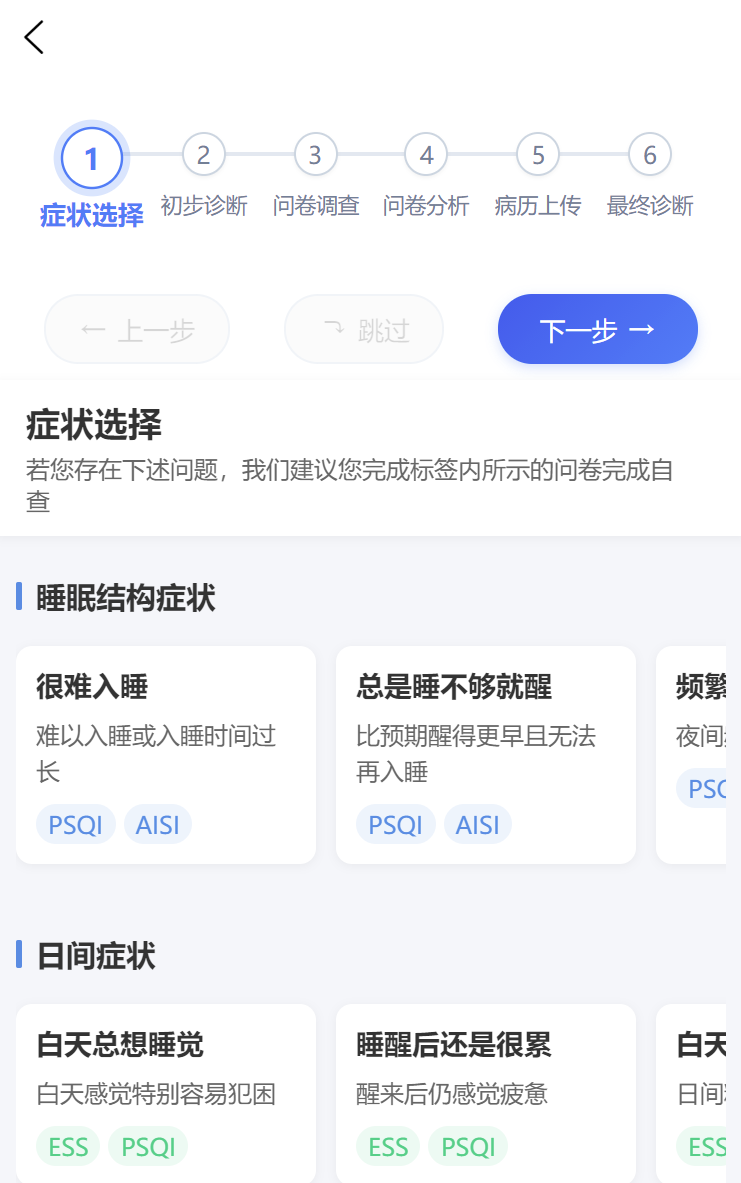 1 2 3 4 5 6
症状选择 初步诊断 问卷调查 问卷分析 病历上传 最终诊断
← 上一步 跳过 下一步 →
症状选择
若您存在下述问题，我们建议您完成标签内所示的问卷完成自
查
睡眠结构症状
很难入睡
难以入睡或入睡时间过
长
PSQI AISI
总是睡不够就醒
比预期醒得更早且无法
再入睡
PSQI AISI
频繁
夜间
日间症状
白天总想睡觉
白天感觉特别容易犯困
ESS PSQI
睡醒后还是很累
醒来后仍感觉疲惫
ESS PSQI
白天
日间
ESS